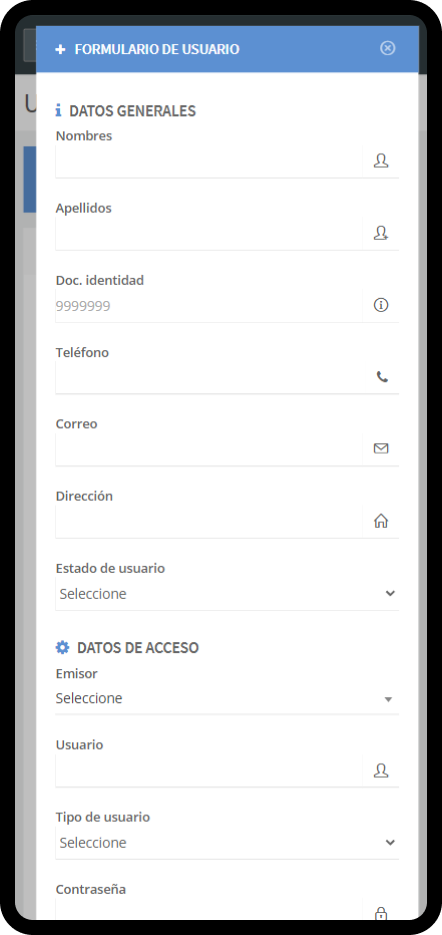 FORMULARIO DE USUARIO
U
DATOS GENERALES
Nombres
Apellidos
Doc. identidad
9999999
Teléfono
Correo
Dirección
Estado de usuario
Seleccione
DATOS DE ACCESO
Emisor
Seleccione
Usuario
Tipo de usuario
Seleccione
Contraseña